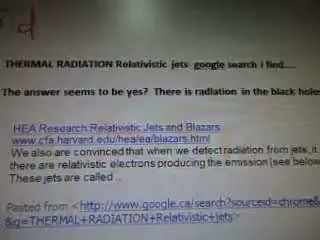 d
THERMAL RADIATION Relativistic jets google search i find....
The answer seems to be yes? There is radiation in the black hole
HEA Research:Relativistic Jets and Blazars
www.cfa.harvard.edu/hea/ea/blazars.html
We also are convinced that when we detect radiation from jets, it
there are relativistic electrons producing the emission (see below
These jets are called ...
Pasted from <http://www.google.ca/search?sourceid=chrome&
&q=THERMAL+RADIATION+Relativistic+jets>